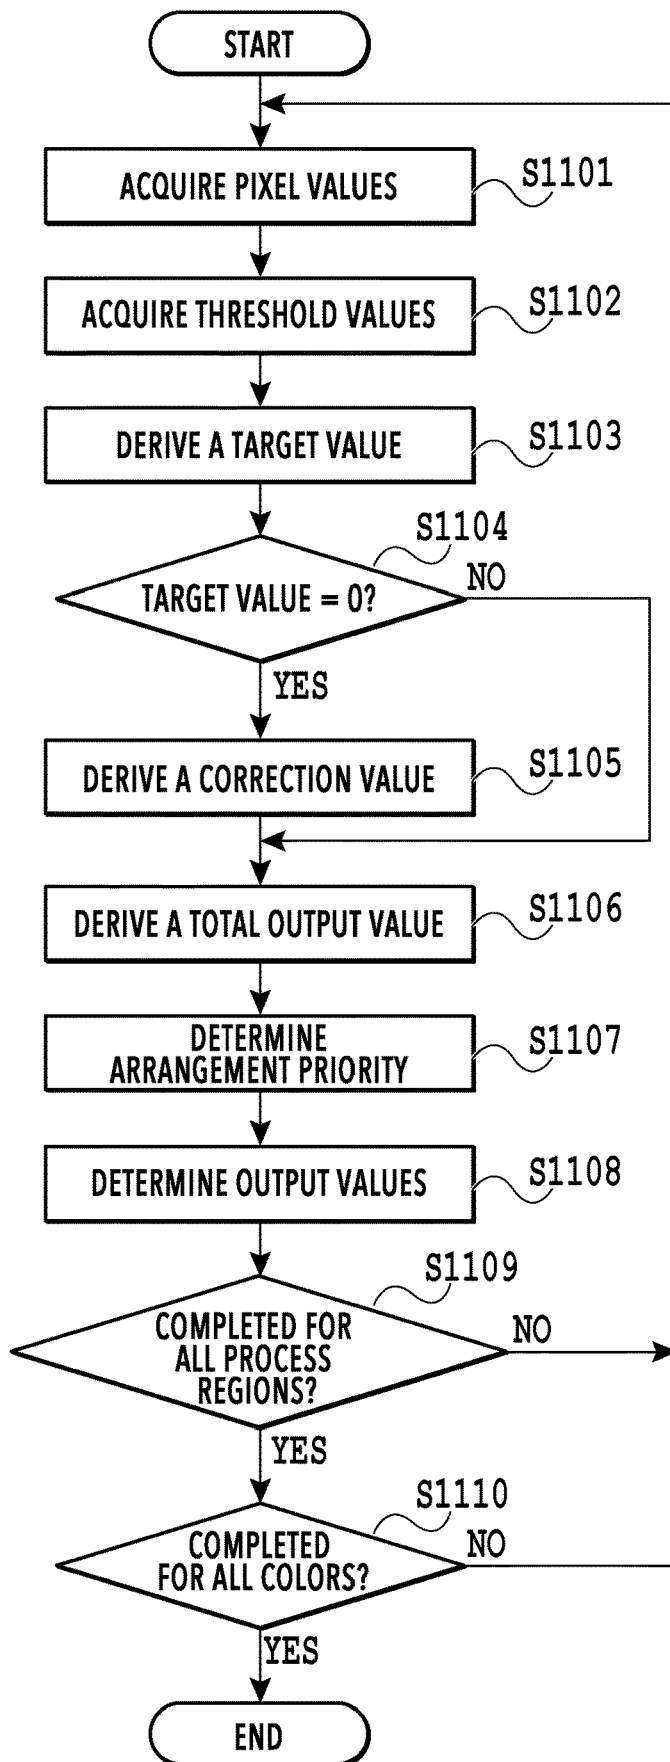 START
ACQUIRE PIXEL VALUES
S1101
ACQUIRE THRESHOLD VALUES
S1102
DERIVE A TARGET VALUE
S1103
S1104
TARGET VALUE = 0?
NO
YES
DERIVE A CORRECTION VALUE
S1105
DERIVE A TOTAL OUTPUT VALUE
S1106
DETERMINE
ARRANGEMENT PRIORITY
S1107
DETERMINE OUTPUT VALUES
S1108
S1109
COMPLETED FOR
ALL PROCESS
REGIONS?
NO
YES
S1110
COMPLETED
FOR ALL COLORS?
NO
YES
END